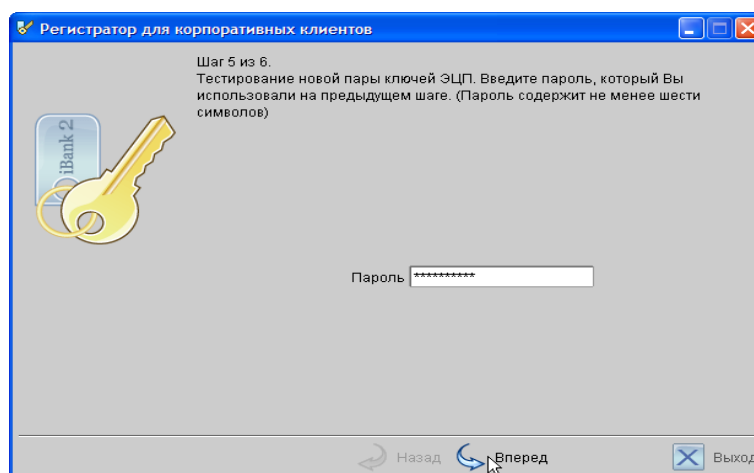 Регистратор для корпоративных клиентов
Шаг 5 из 6.
Тестирование новой пары ключей ЭЦП. Введите пароль, который Вы
использовали на предыдущем шаге. (Пароль содержит не менее шести
символов)
iBank 2
Пароль **********
Назад Вперед Выход